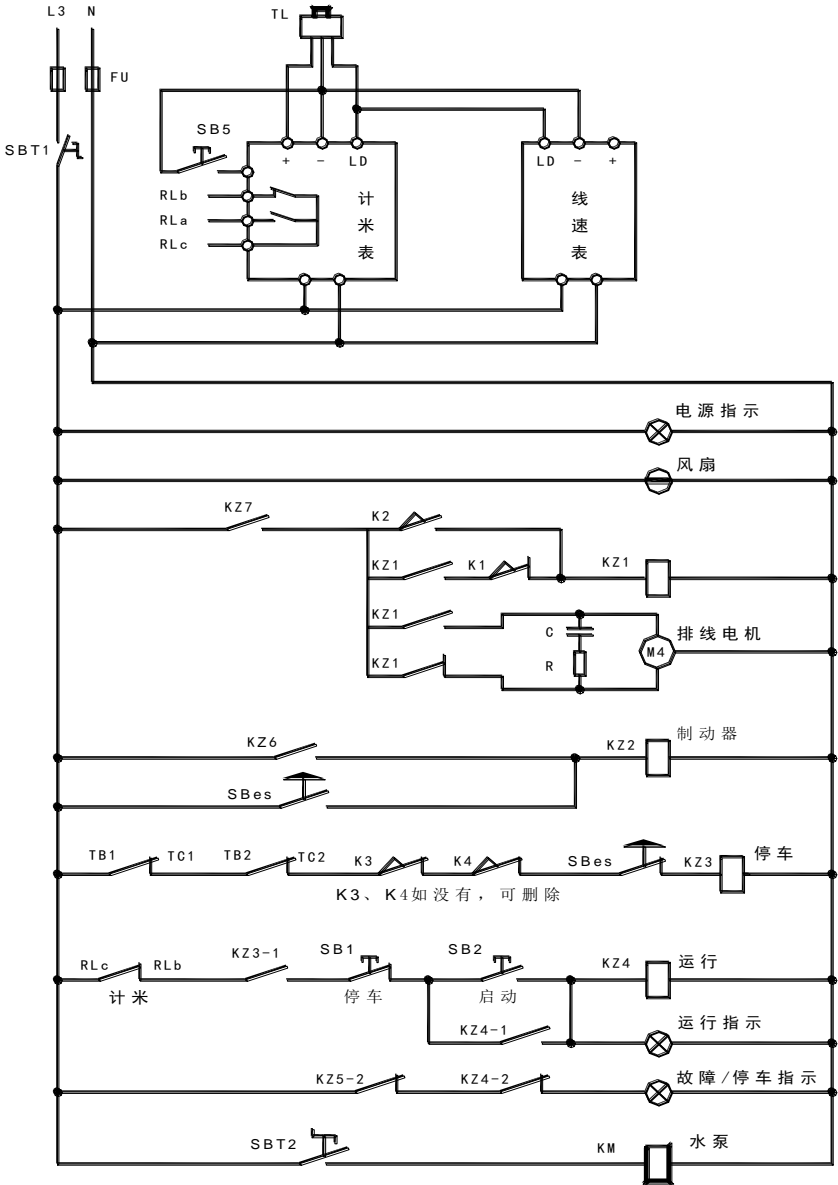 L3 N TL
FU
SB5
SBT1
+ - LD LD - +
RLb
RLa
RLc
计米表
线速表
电源指示
风扇
KZ7 K2
KZ1 K1 KZ1
KZ1
C 排线电机
KZ1 R M4
制动器
KZ6 KZ2
SBes
TB1 TC1 TB2 TC2 K3 K4 SBes KZ3 停车
K3、K4如没有，可删除
RLc RLb KZ3-1 SB1 SB2 KZ4 运行
计米 停车 启动
KZ4-1 运行指示
KZ5-2 KZ4-2 故障/停车指示
SBT2 KM 水泵